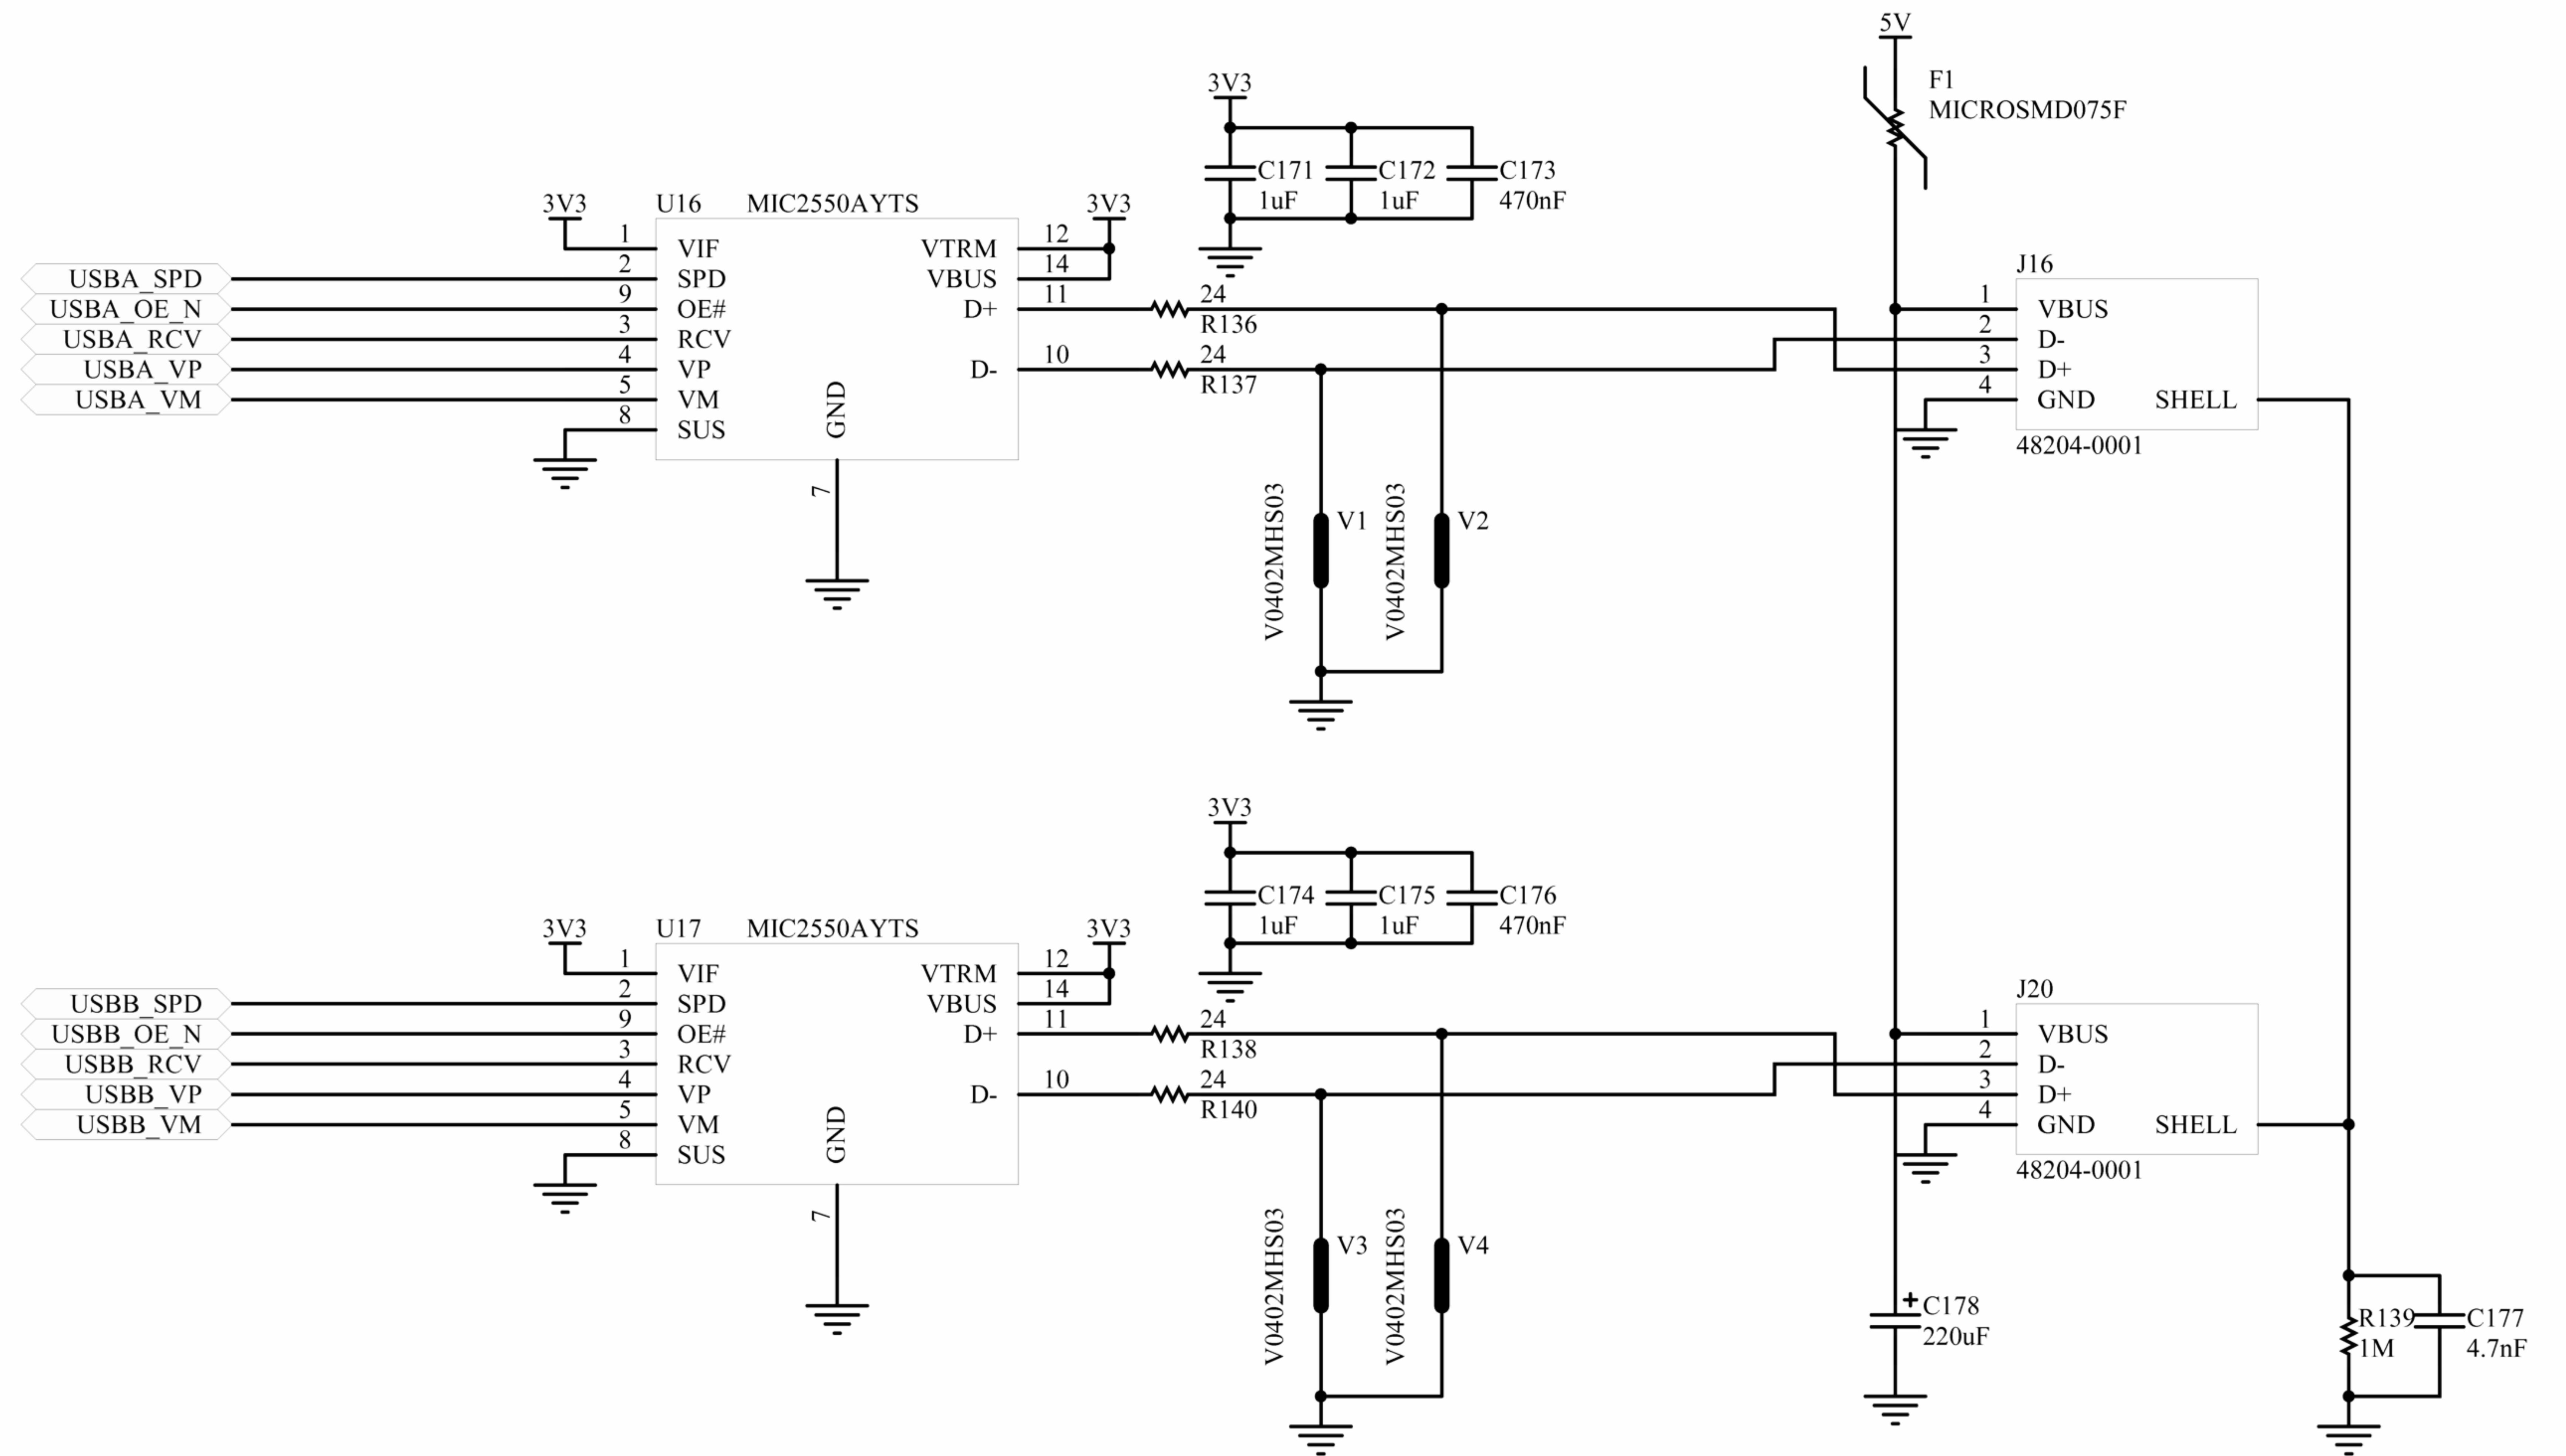 5V
F1
MICROSMD075F
3V3
C171
1uF
C172
1uF
C173
470nF
3V3
U16 MIC2550AYTS
3V3
1 VIF
VTRM 12
USBA_SPD 2 SPD
VBUS 14
USBA_OE_N 9 OE#
D+ 11
24
R136
USBA_RCV 3 RCV
USBA_VP 4 VP
D- 10
24
R137
USBA_VM 5 VM
8 SUS
GND
7
J16
1 VBUS
2 D-
3 D+
4 GND SHELL
48204-0001
V0402MHS03
V1
V0402MHS03
V2
3V3
C174
1uF
C175
1uF
C176
470nF
3V3
U17 MIC2550AYTS
3V3
1 VIF
VTRM 12
USBB_SPD 2 SPD
VBUS 14
USBB_OE_N 9 OE#
D+ 11
24
R138
USBB_RCV 3 RCV
USBB_VP 4 VP
D- 10
24
R140
USBB_VM 5 VM
8 SUS
GND
7
J20
1 VBUS
2 D-
3 D+
4 GND SHELL
48204-0001
V0402MHS03
V3
V0402MHS03
V4
+ C178
220uF
R139
1M
C177
4.7nF